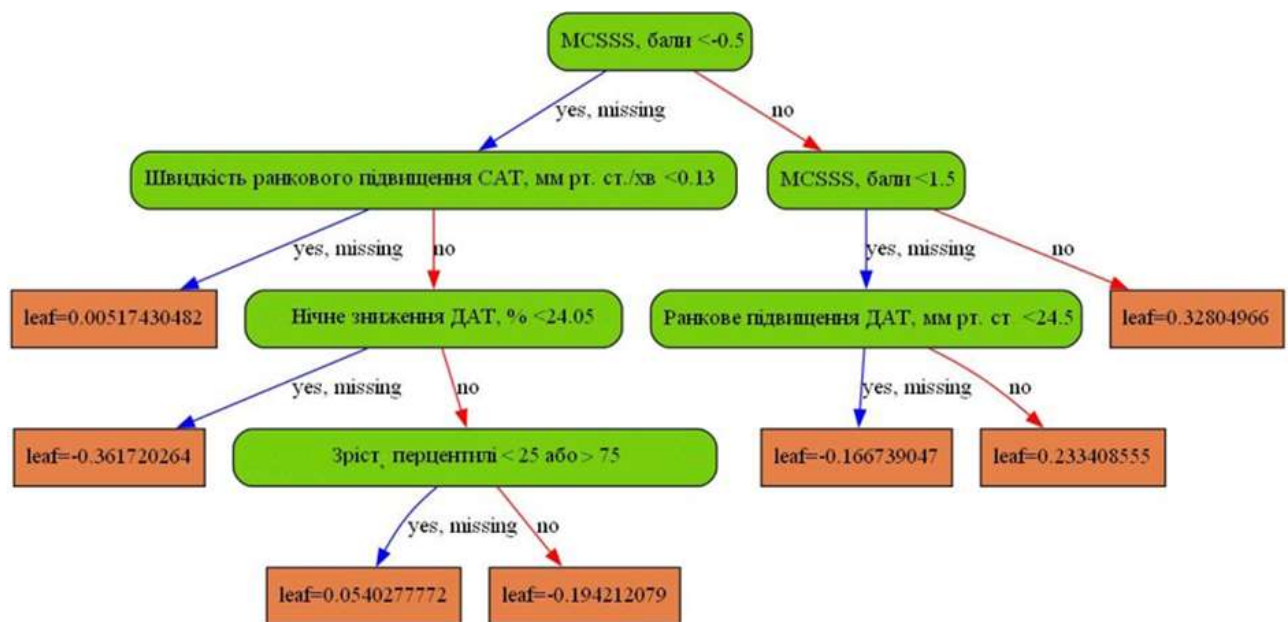 MCSSS, бали <-0.5
yes, missing
no
Швидкість ранкового підвищення САТ, мм рт. ст./хв <0.13
MCSSS, бали <1.5
yes, missing
no
yes, missing
no
leaf=0.00517430482
Нічне зниження ДАТ, % <24.05
Ранкове підвищення ДАТ, мм рт. ст <24.5
leaf=0.32804966
yes, missing
no
yes, missing
no
leaf=-0.361720264
Зріст, перцентилі < 25 або > 75
leaf=-0.166739047
leaf=0.233408555
yes, missing
no
leaf=0.0540277772
leaf=-0.194212079